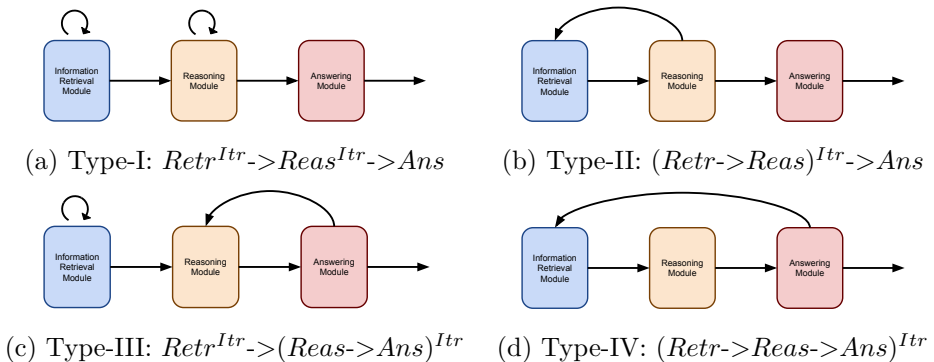 Information
Retrieval
Module
Reasoning
Module
Answering
Module
Information
Retrieval
Module
Reasoning
Module
Answering
Module
(a) Type-I: Retr^{Itr}->Reas^{Itr}->Ans
(b) Type-II: (Retr->Reas)^{Itr}->Ans
Information
Retrieval
Module
Reasoning
Module
Answering
Module
Information
Retrieval
Module
Reasoning
Module
Answering
Module
(c) Type-III: Retr^{Itr}->(Reas->Ans)^{Itr}
(d) Type-IV: (Retr->Reas->Ans)^{Itr}